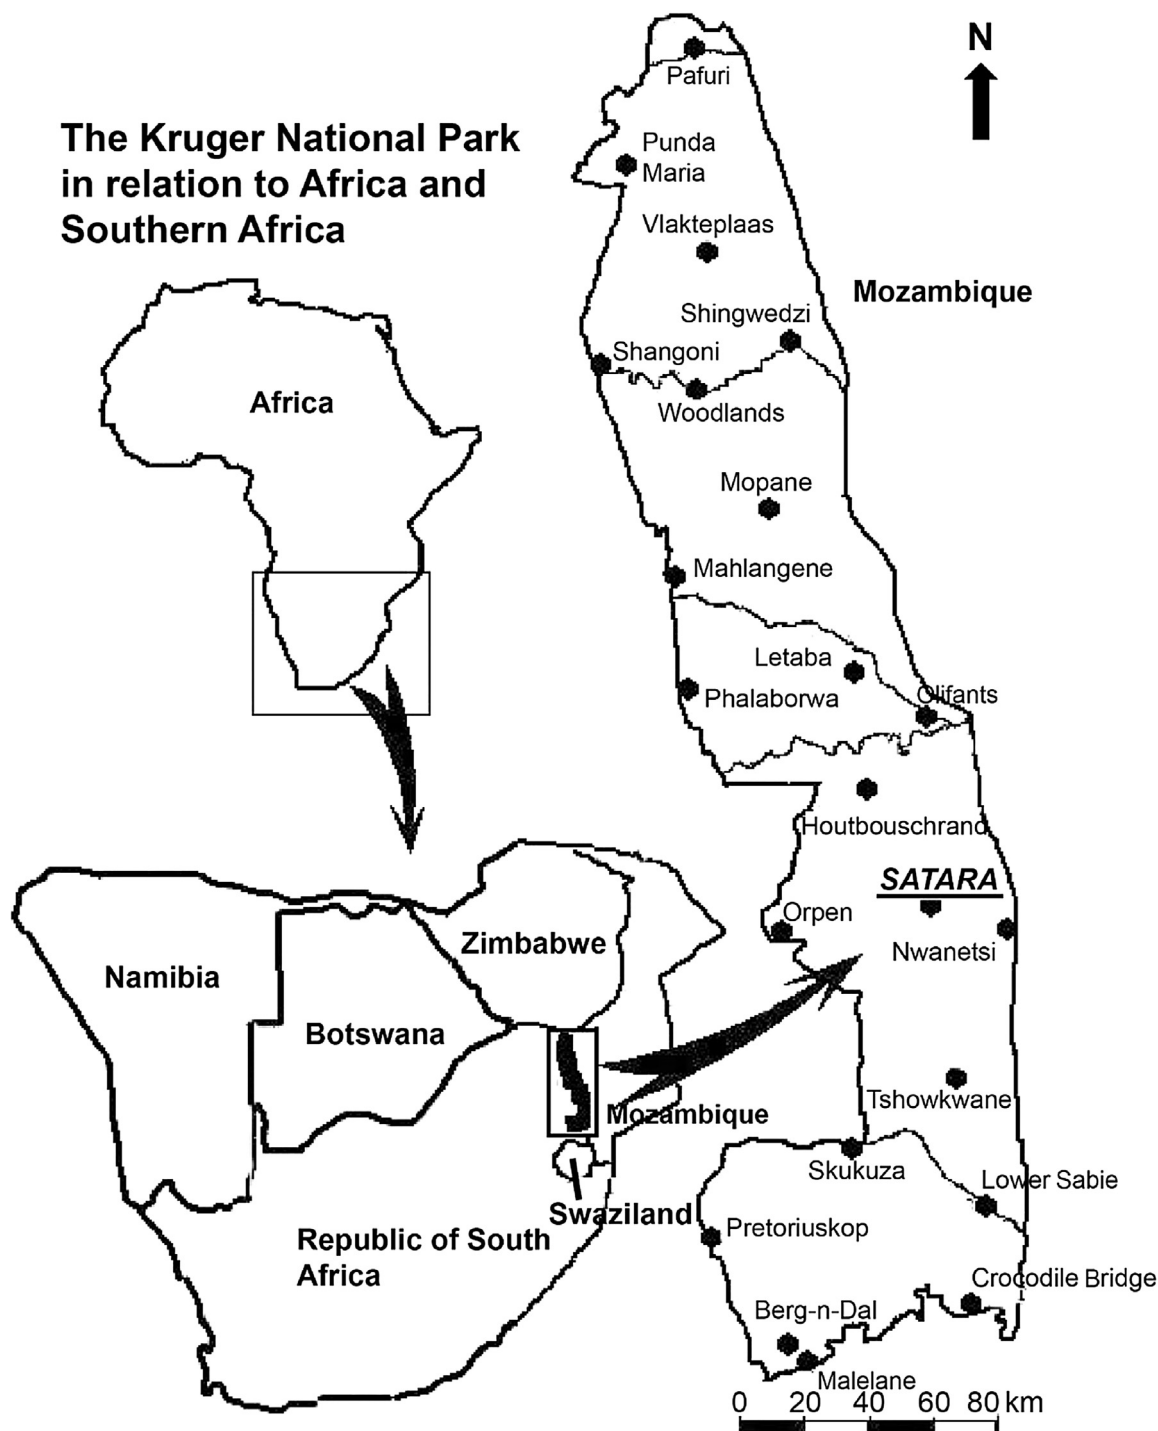 The Kruger National Park
in relation to Africa and
Southern Africa
N
Pafuri
Punda
Maria
Vlakteplaas
Mozambique
Shingwedzi
Shangoni
Woodlands
Africa
Mopane
Mahlangene
Letaba
Phalaborwa
Olifants
Houtbouschrand
SATARA
Orpen
Nwanetsi
Zimbabwe
Namibia
Botswana
Tshowkwane
Mozambique
Skukuza
Lower Sabie
Swaziland
Pretoriuskop
Republic of South
Africa
Crocodile Bridge
Berg-n-Dal
Malelane
0 20 40 60 80 km